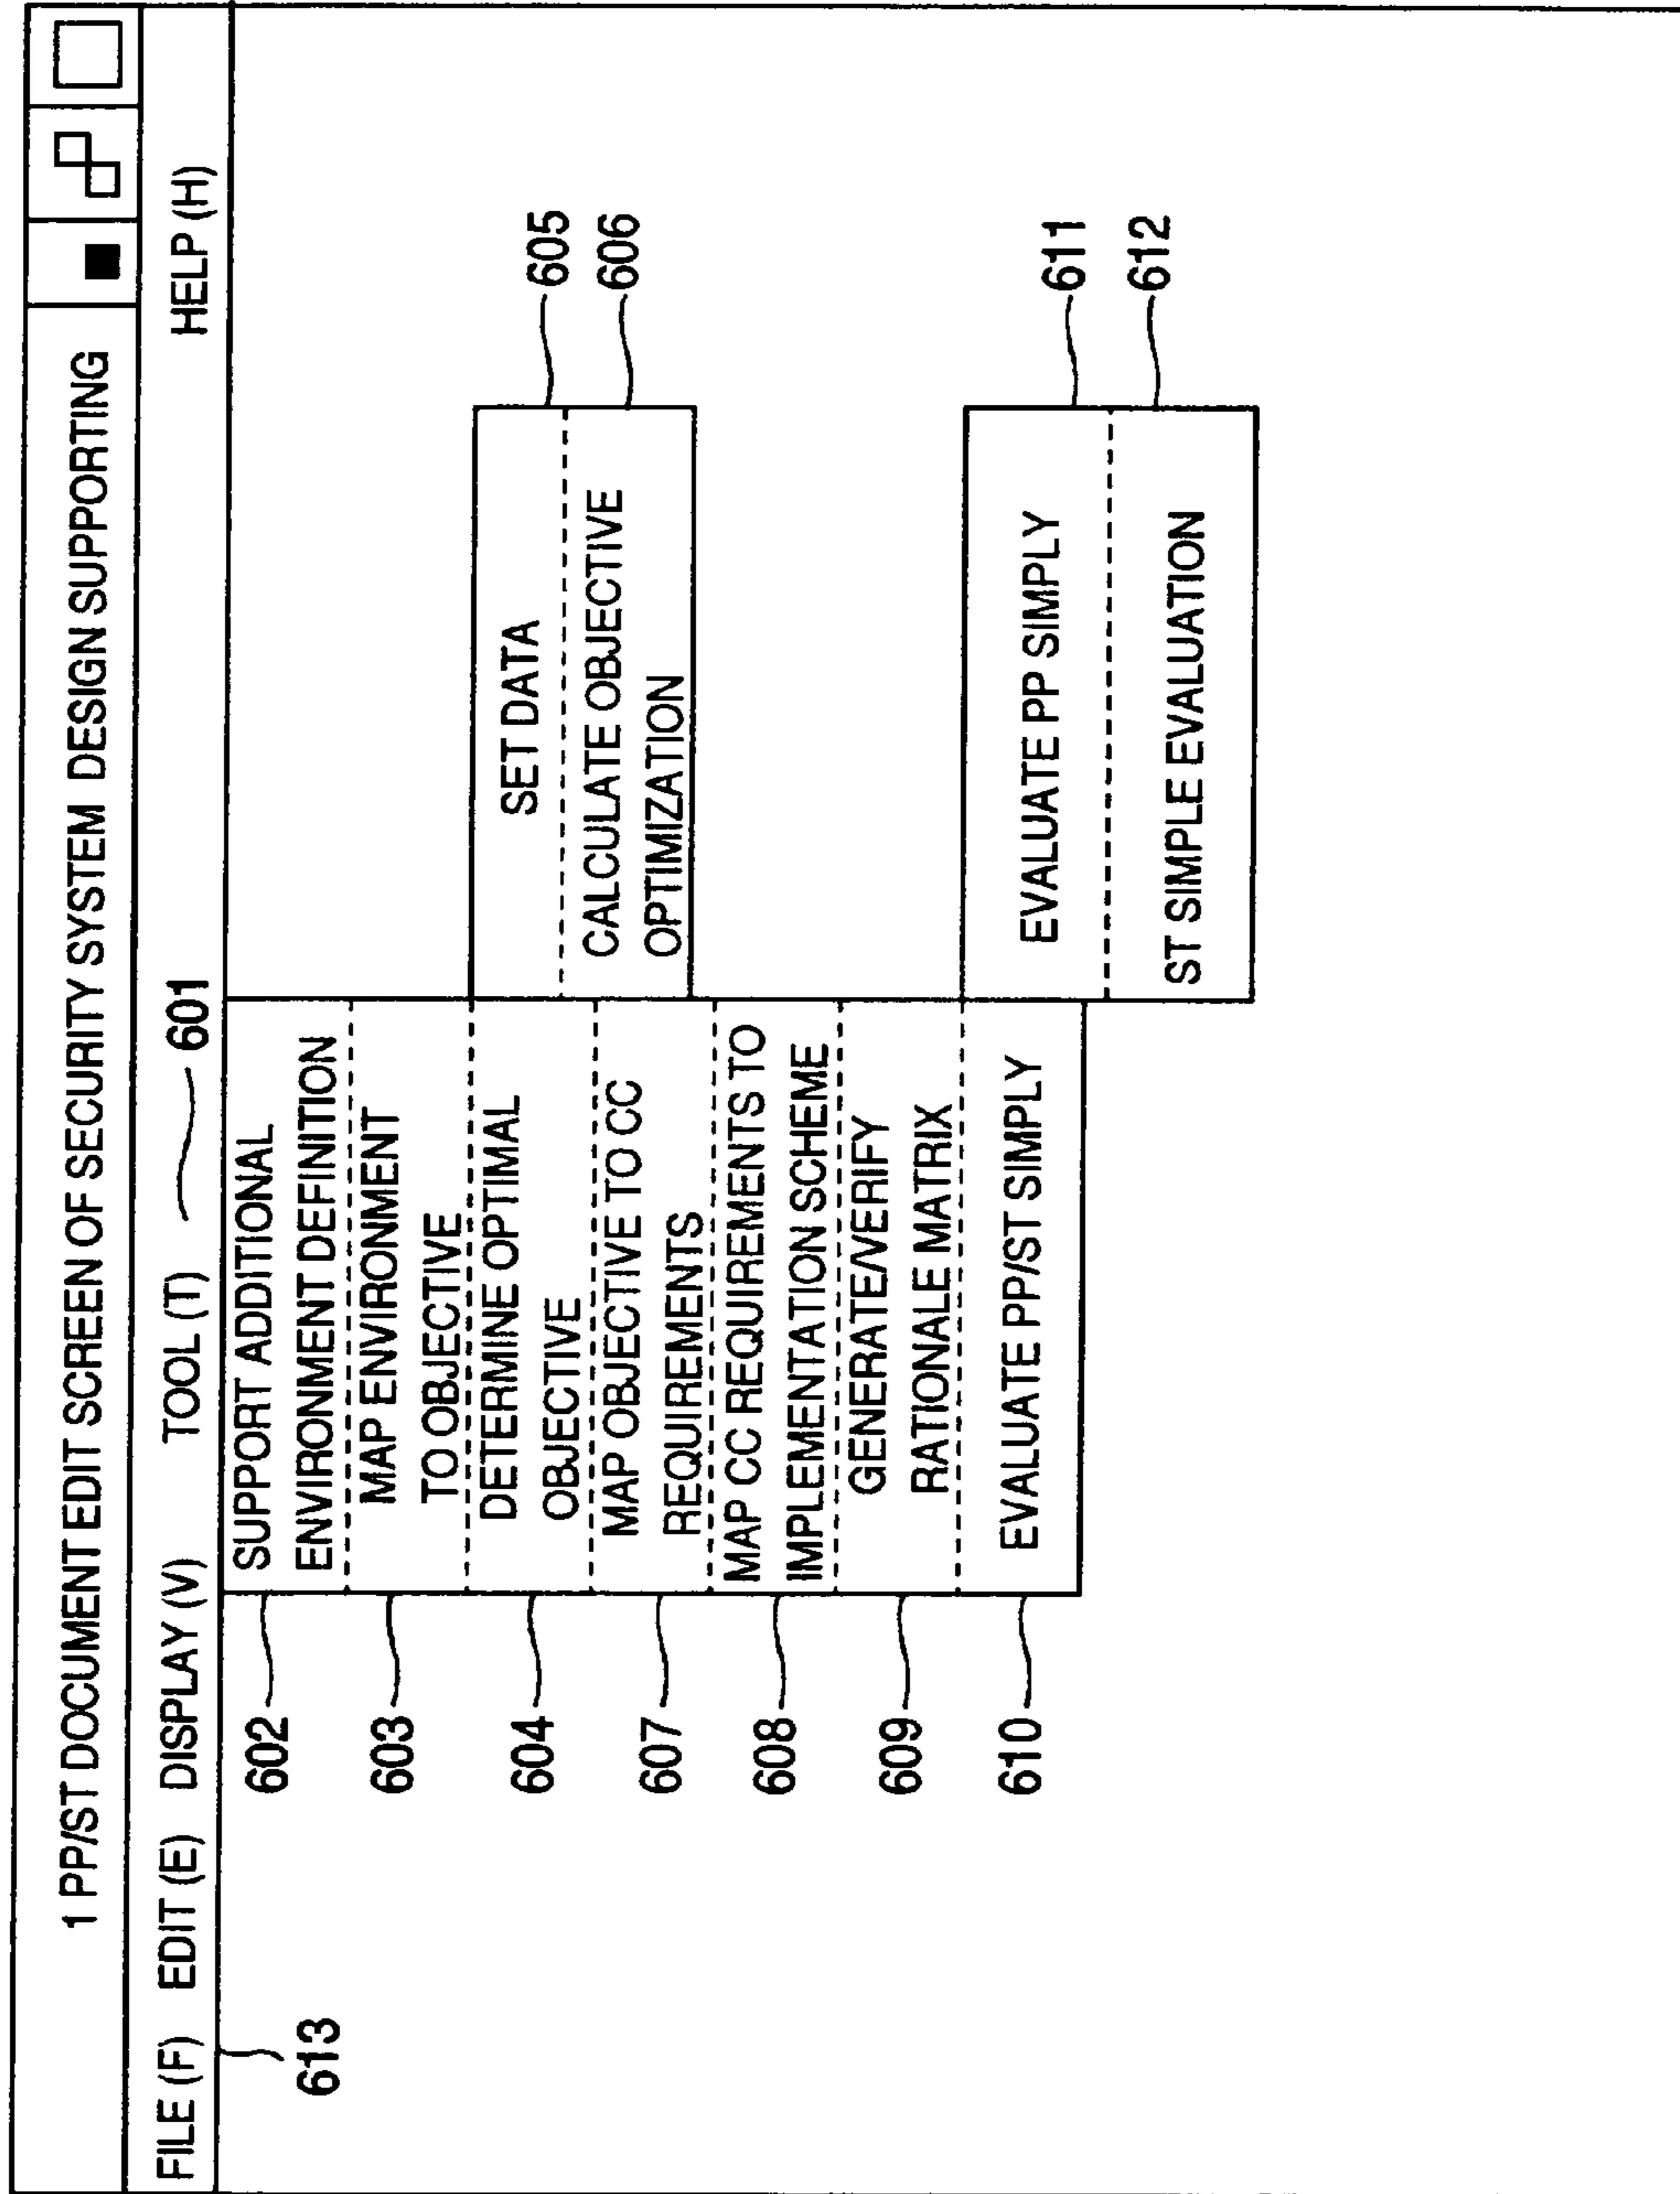 1 PP/ST DOCUMENT EDIT SCREEN OF SECURITY SYSTEM DESIGN SUPPORTING
FILE (F) EDIT (E) DISPLAY (V) TOOL (T) 601 HELP (H)
613
602
SUPPORT ADDITIONAL
ENVIRONMENT DEFINITION
603
MAP ENVIRONMENT
TO OBJECTIVE
604
DETERMINE OPTIMAL
OBJECTIVE
SET DATA
605
CALCULATE OBJECTIVE
OPTIMIZATION
606
607
MAP OBJECTIVE TO CC
REQUIREMENTS
608
MAP CC REQUIREMENTS TO
IMPLEMENTATION SCHEME
609
GENERATE/VERIFY
RATIONALE MATRIX
610
EVALUATE PP/ST SIMPLY
EVALUATE PP SIMPLY
611
ST SIMPLE EVALUATION
612